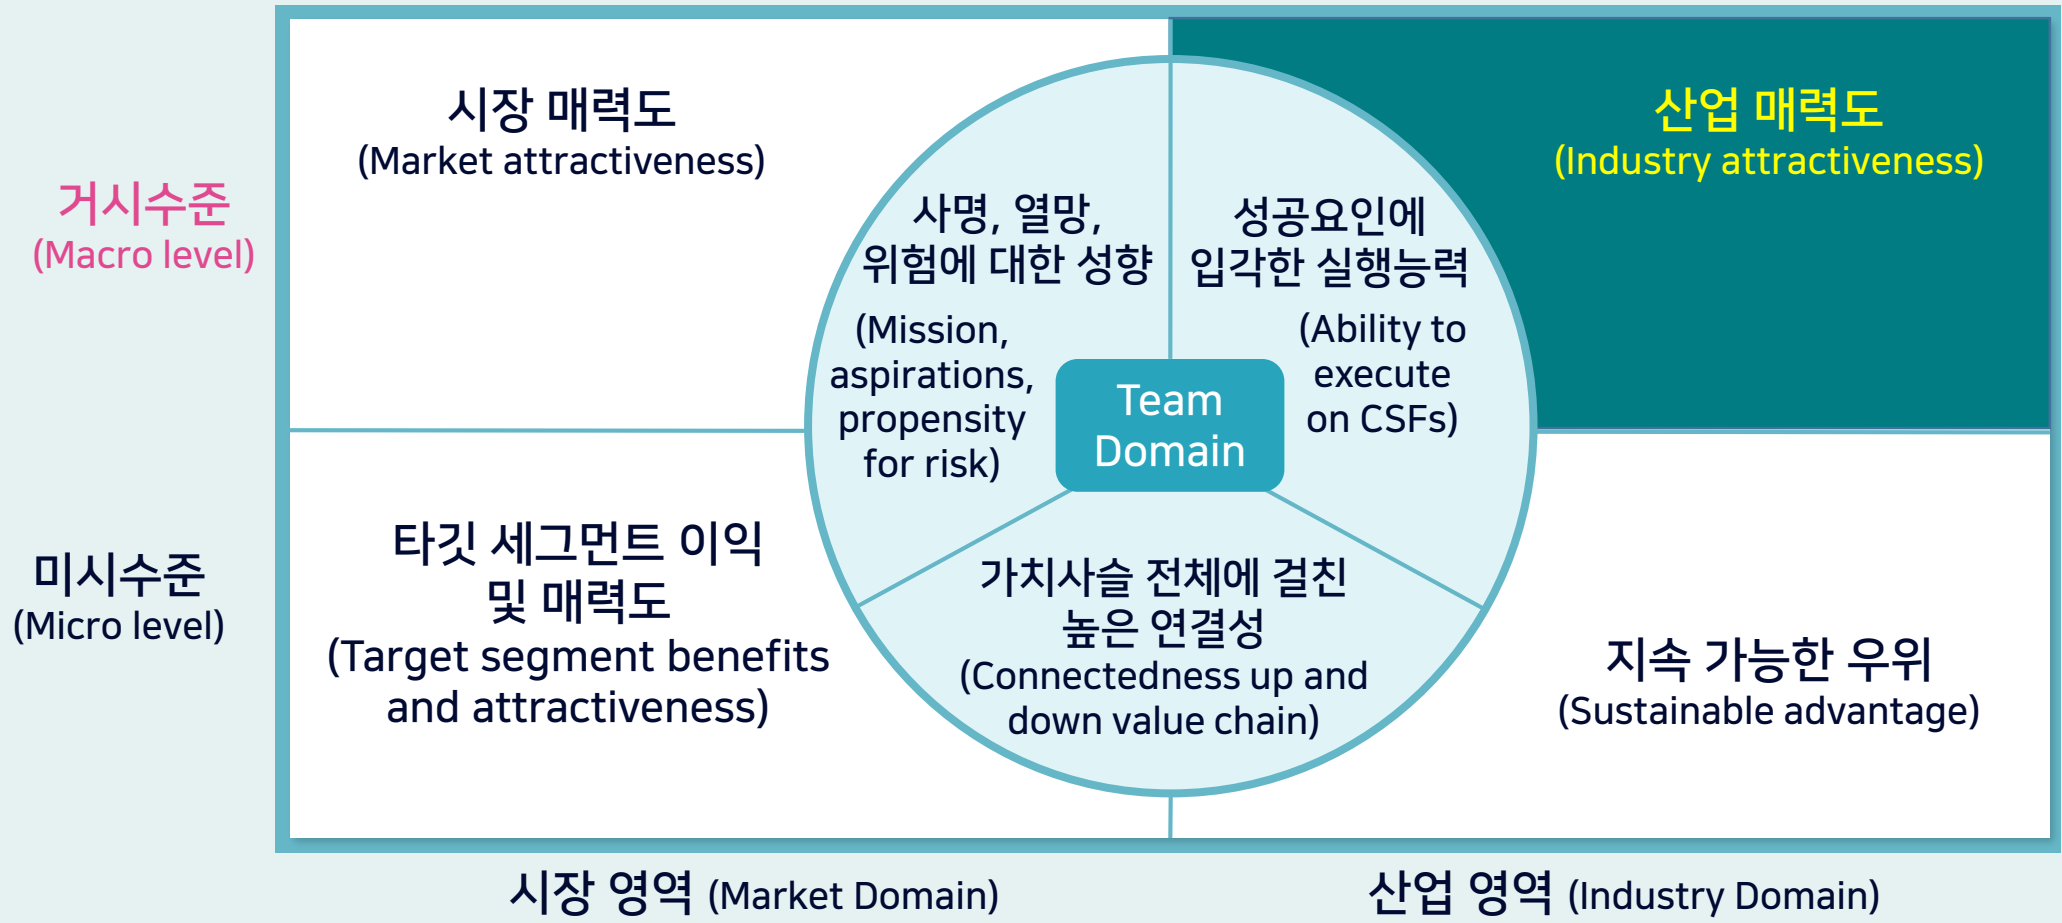 시장 매력도
(Market attractiveness)
산업 매력도
(Industry attractiveness)
거시수준
(Macro level)
사명, 열망,
위험에 대한 성향
(Mission,
aspirations,
propensity
for risk)
성공요인에
입각한 실행능력
(Ability to
execute
on CSFs)
Team
Domain
미시수준
(Micro level)
타깃 세그먼트 이익
및 매력도
(Target segment benefits
and attractiveness)
가치사슬 전체에 걸친
높은 연결성
(Connectedness up and
down value chain)
지속 가능한 우위
(Sustainable advantage)
시장 영역 (Market Domain)
산업 영역 (Industry Domain)